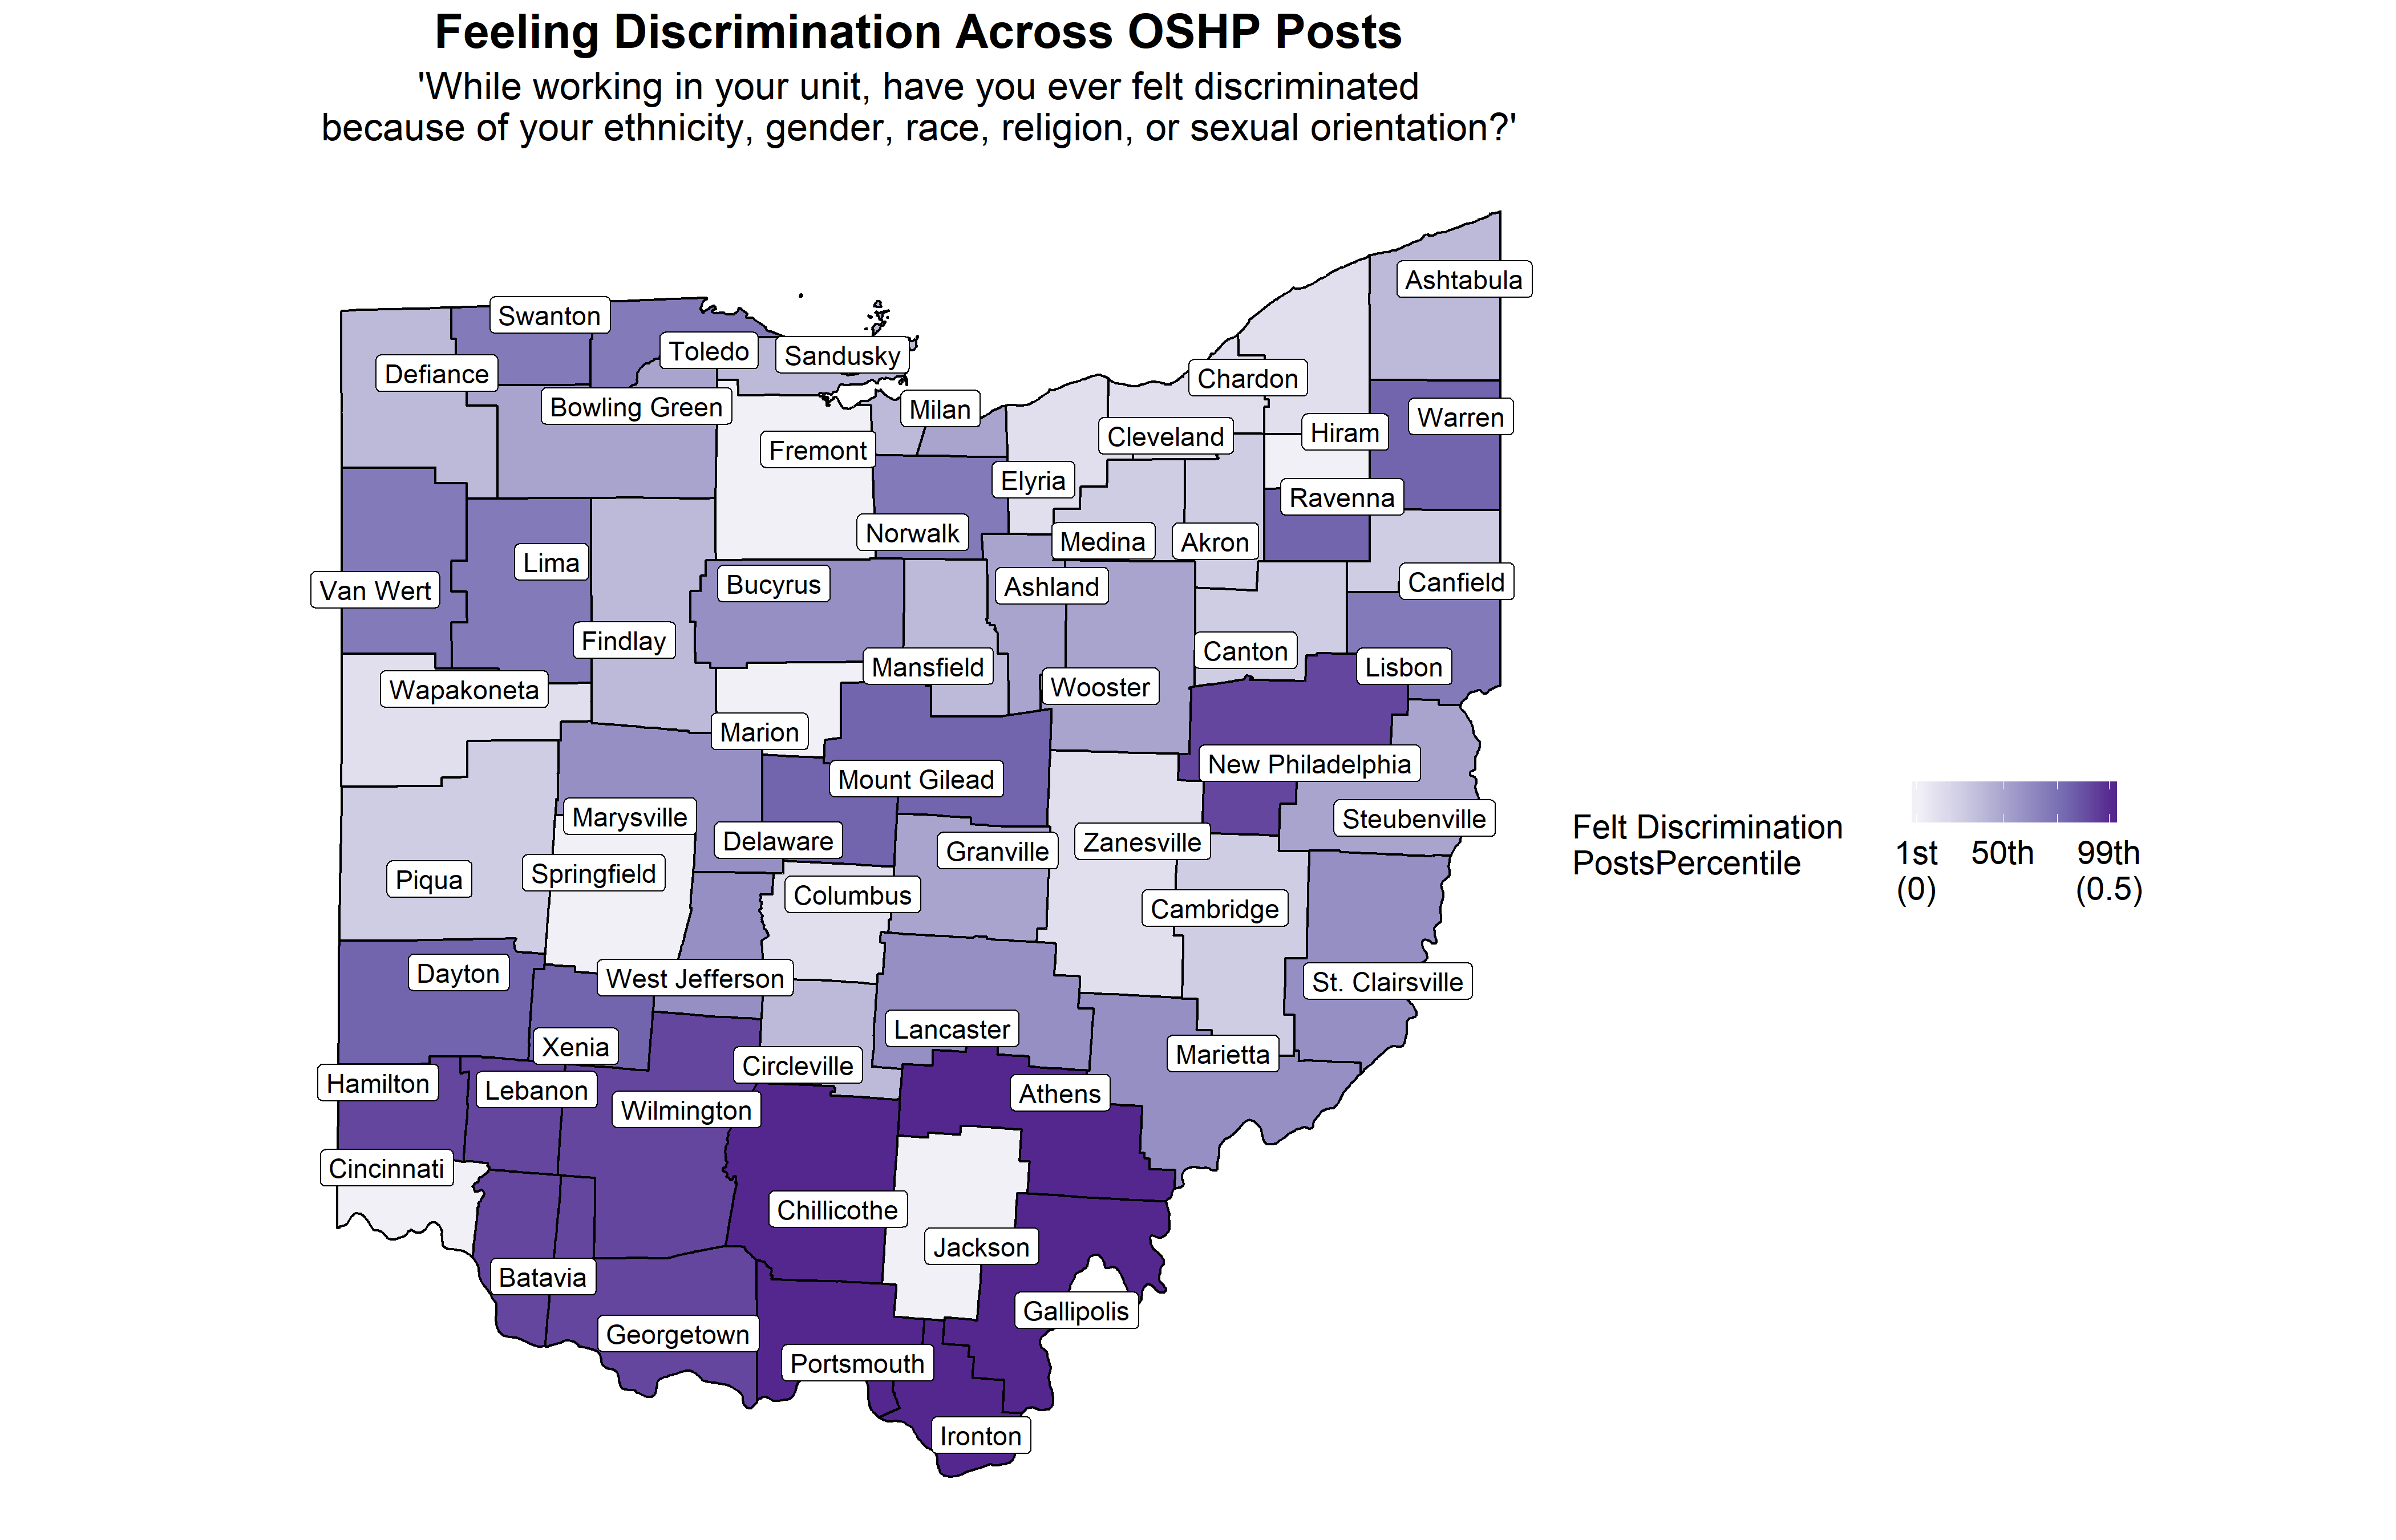 Feeling Discrimination Across OSHP Posts
'While working in your unit, have you ever felt discriminated
because of your ethnicity, gender, race, religion, or sexual orientation?'
Ashtabula
Swanton
Toledo
Sandusky
Defiance
Chardon
Bowling Green
Milan
Warren
Cleveland
Hiram
Fremont
Elyria
Ravenna
Norwalk
Medina
Akron
Lima
Van Wert
Bucyrus
Ashland
Canfield
Findlay
Canton
Mansfield
Lisbon
Wapakoneta
Wooster
Marion
New Philadelphia
Mount Gilead
Marysville
Steubenville
Delaware
Zanesville
Granville
Springfield
Piqua
Columbus
Cambridge
Dayton
West Jefferson
St. Clairsville
Lancaster
Xenia
Marietta
Circleville
Hamilton
Lebanon
Athens
Wilmington
Cincinnati
Chillicothe
Jackson
Batavia
Gallipolis
Georgetown
Portsmouth
Ironton
Felt Discrimination
PostsPercentile
1st 50th 99th
(0) (0.5)